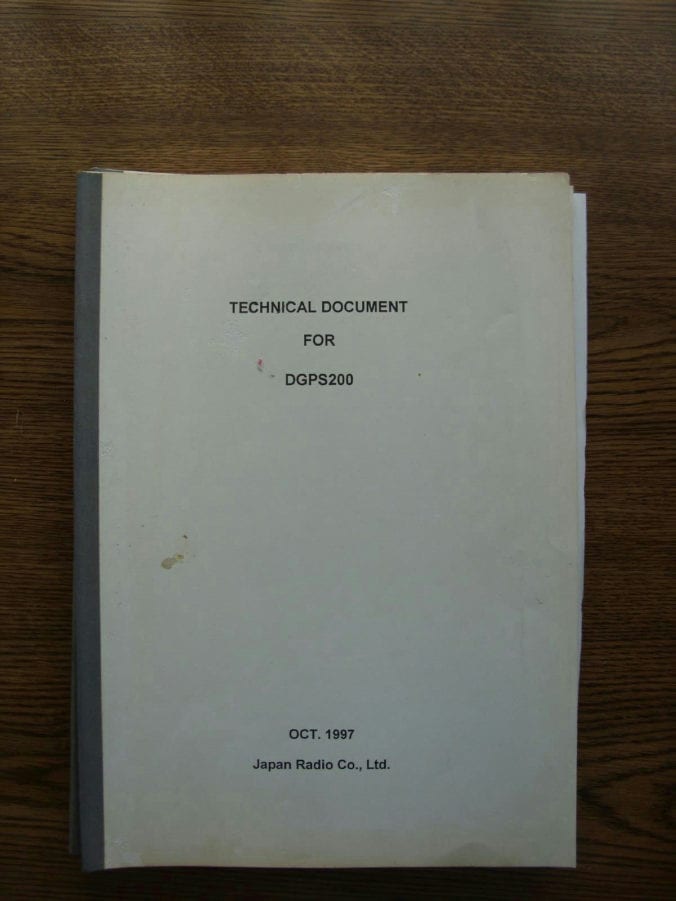 TECHNICAL DOCUMENT
FOR
DGPS200
OCT. 1997
Japan Radio Co., Ltd.